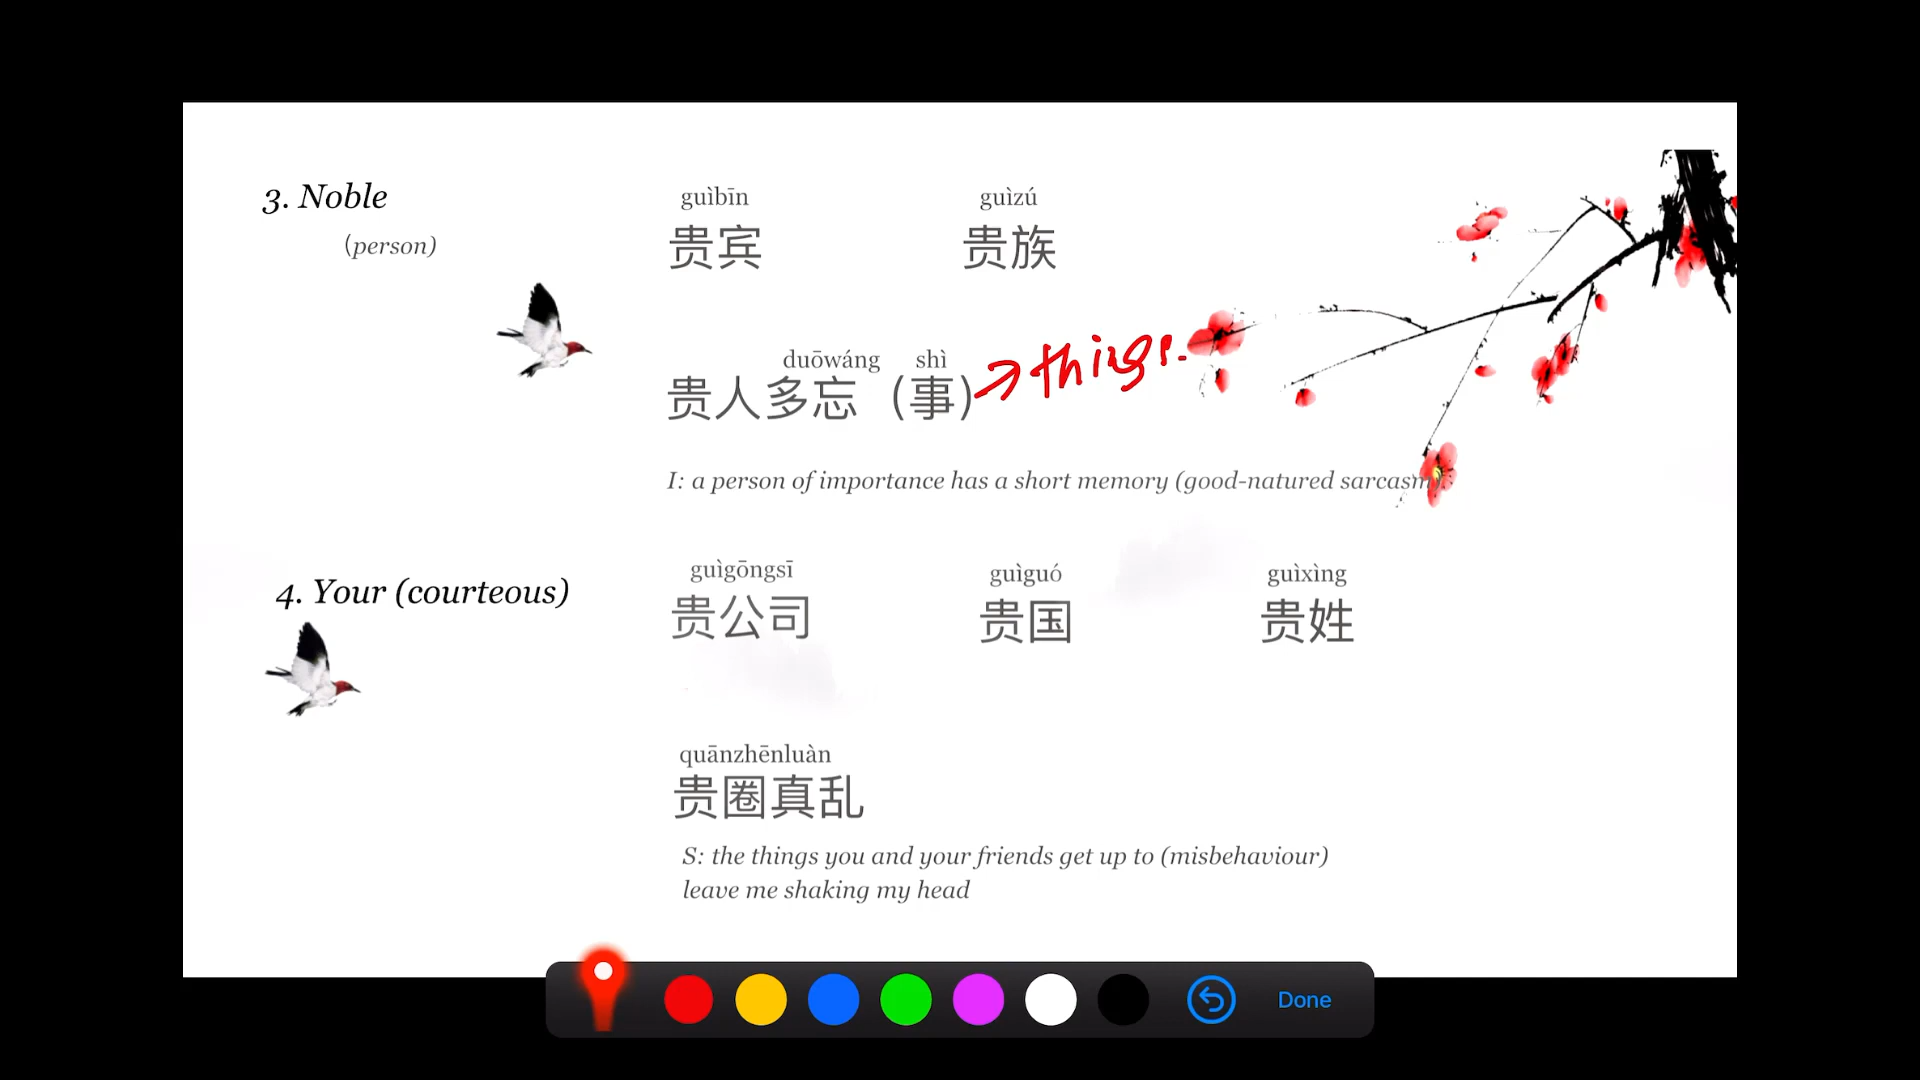 3. Noble
(person)
guìbīn guìzú
贵宾 贵族
duōwáng shì
贵人多忘（事） things.
I: a person of importance has a short memory (good-natured sarcasm)
4. Your (courteous)
guìgōngsī guìguó guìxìng
贵公司 贵国 贵姓
quānzhēnluàn
贵圈真乱
S: the things you and your friends get up to (misbehaviour)
leave me shaking my head
Done